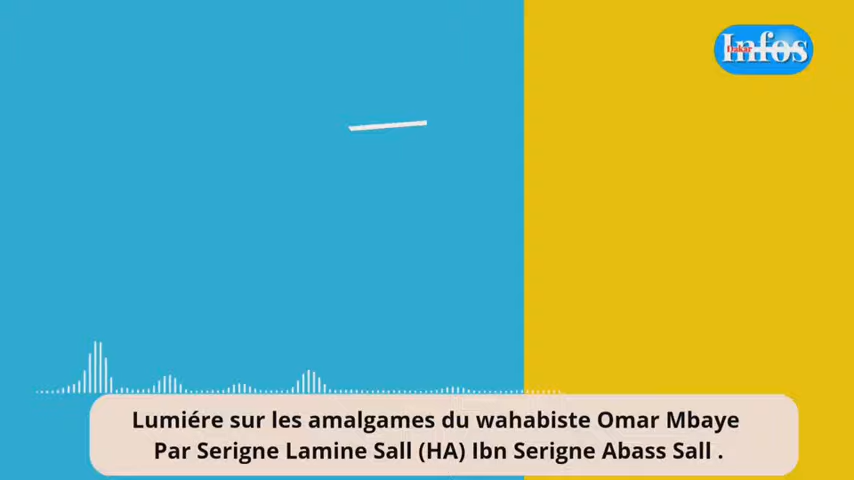 Infos
Dakar
Lumiére sur les amalgames du wahabiste Omar Mbaye
Par Serigne Lamine Sall (HA) Ibn Serigne Abass Sall .